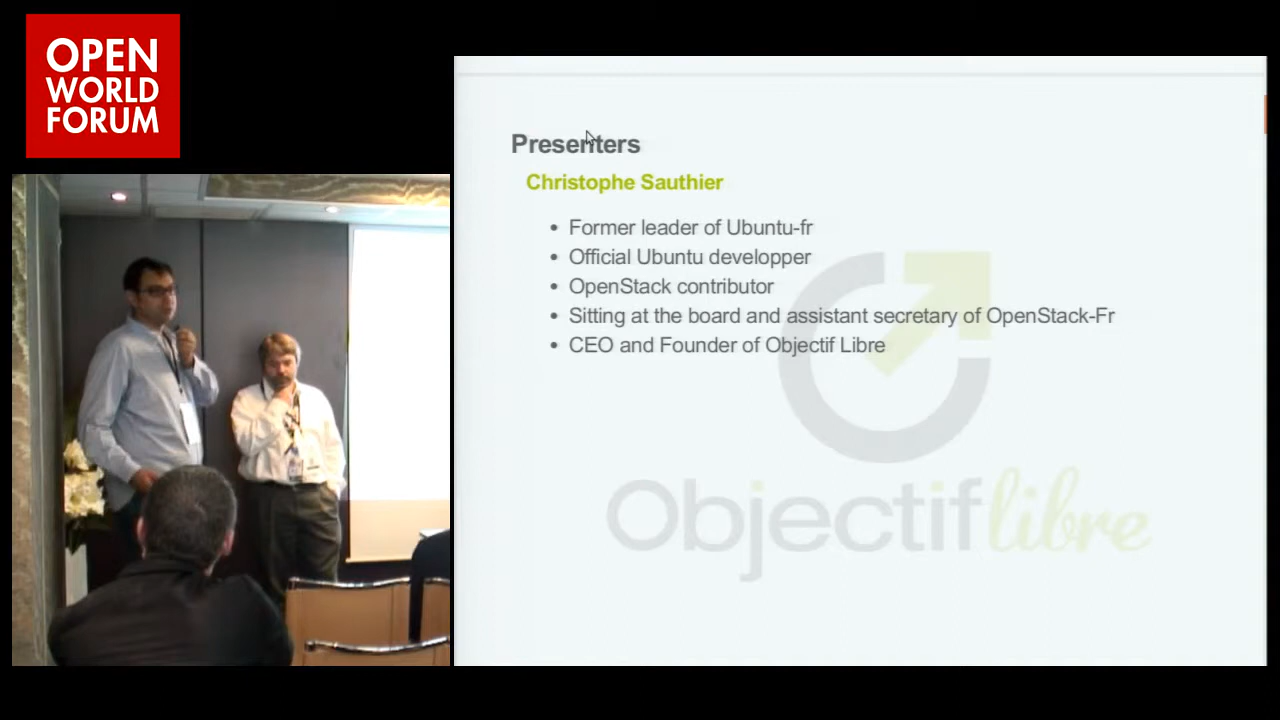 OPEN
WORLD
FORUM
Presenters
Christophe Sauthier
• Former leader of Ubuntu-fr
• Official Ubuntu developper
• OpenStack contributor
• Sitting at the board and assistant secretary of OpenStack-Fr
• CEO and Founder of Objectif Libre
Objectif libre